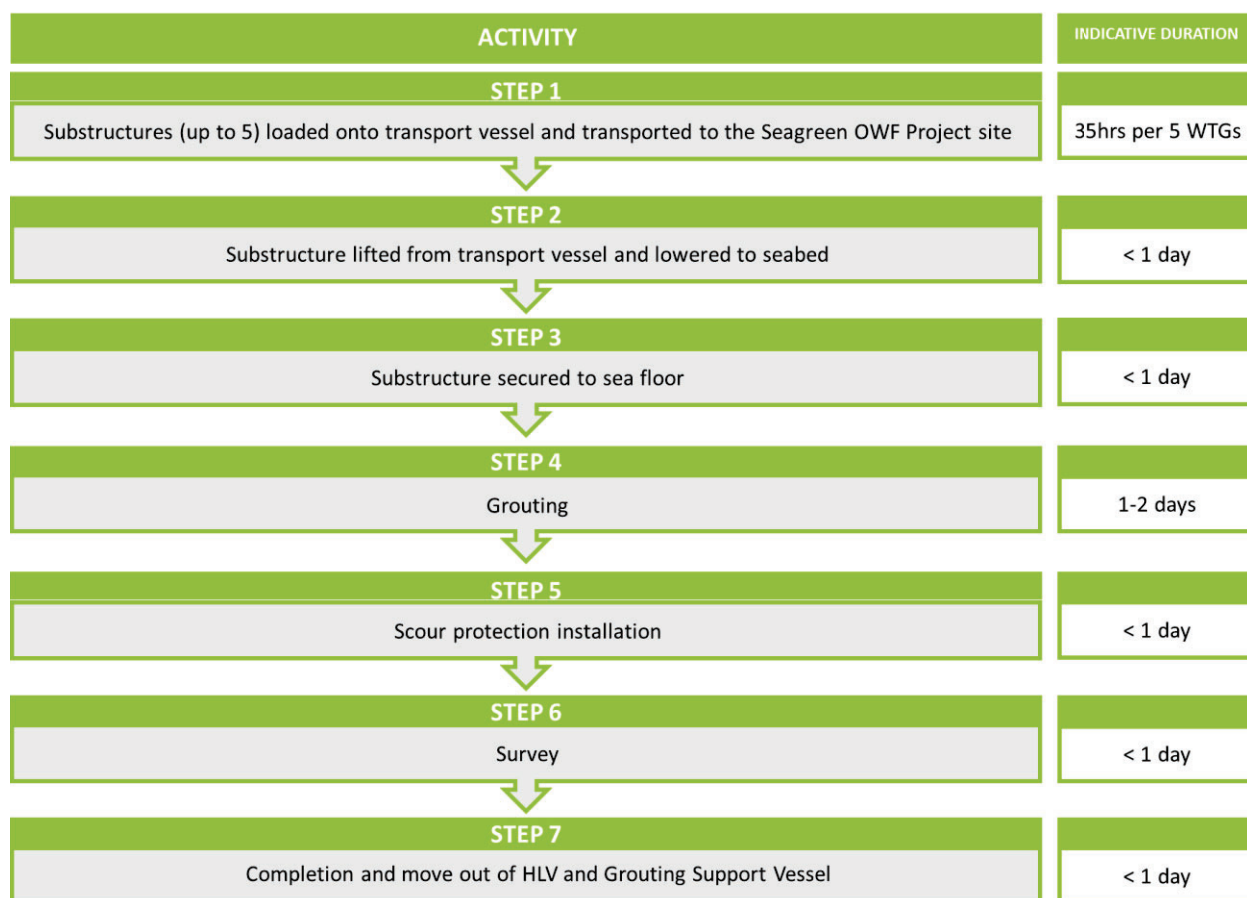 ACTIVITY
INDICATIVE DURATION
STEP 1
Substructures (up to 5) loaded onto transport vessel and transported to the Seagreen OWF Project site
35hrs per 5 WTGs
STEP 2
Substructure lifted from transport vessel and lowered to seabed
< 1 day
STEP 3
Substructure secured to sea floor
< 1 day
STEP 4
Grouting
1-2 days
STEP 5
Scour protection installation
< 1 day
STEP 6
Survey
< 1 day
STEP 7
Completion and move out of HLV and Grouting Support Vessel
< 1 day